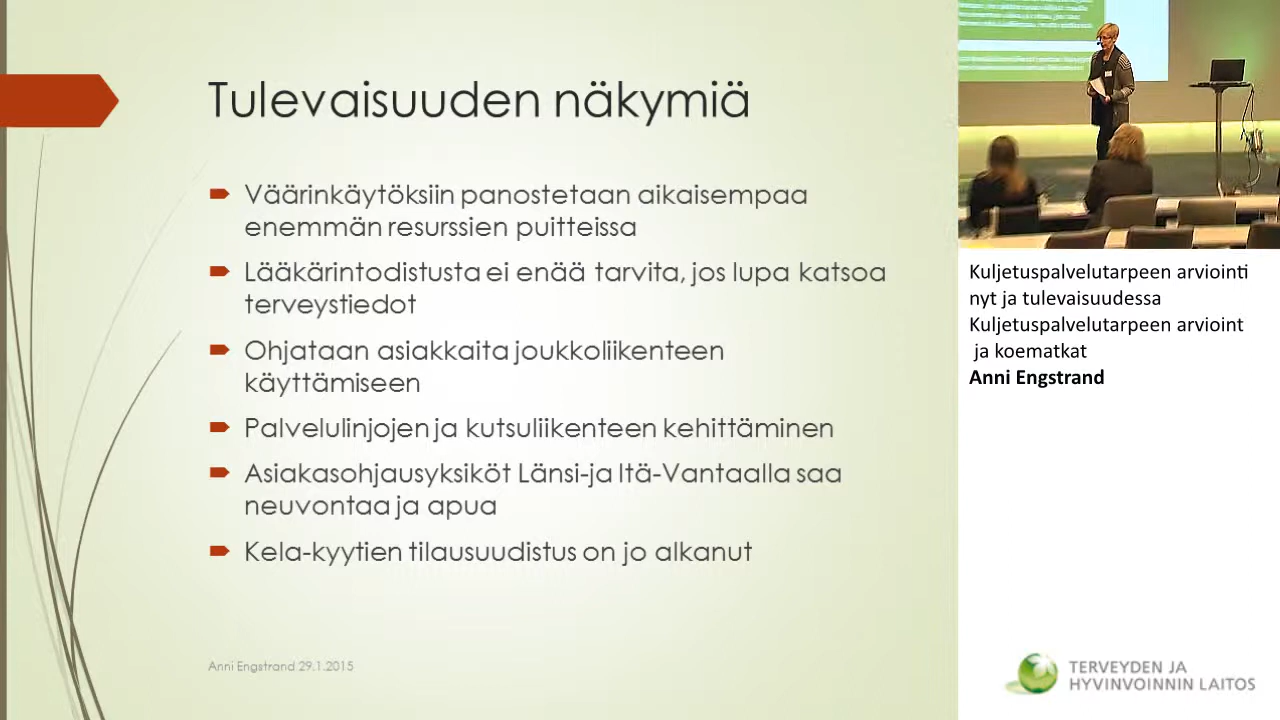 Tulevaisuuden näkymiä
Väärinkäytöksiin panostetaan aikaisempaa
enemmän resurssien puitteissa
Lääkärintodistusta ei enää tarvita, jos lupa katsoa
terveystiedot
Ohjataan asiakkaita joukkoliikenteen
käyttämiseen
Palvelulinjojen ja kutsuliikenteen kehittäminen
Asiakasohjausyksiköt Länsi-ja Itä-Vantaalla saa
neuvontaa ja apua
Kela-kyytien tilausuudistus on jo alkanut
Anni Engstrand 29.1.2015
Kuljetuspalvelutarpeen arviointi
nyt ja tulevaisuudessa
Kuljetuspalvelutarpeen arvioint
ja koematkat
Anni Engstrand
TERVEYDEN JA
HYVINVOINNIN LAITOS